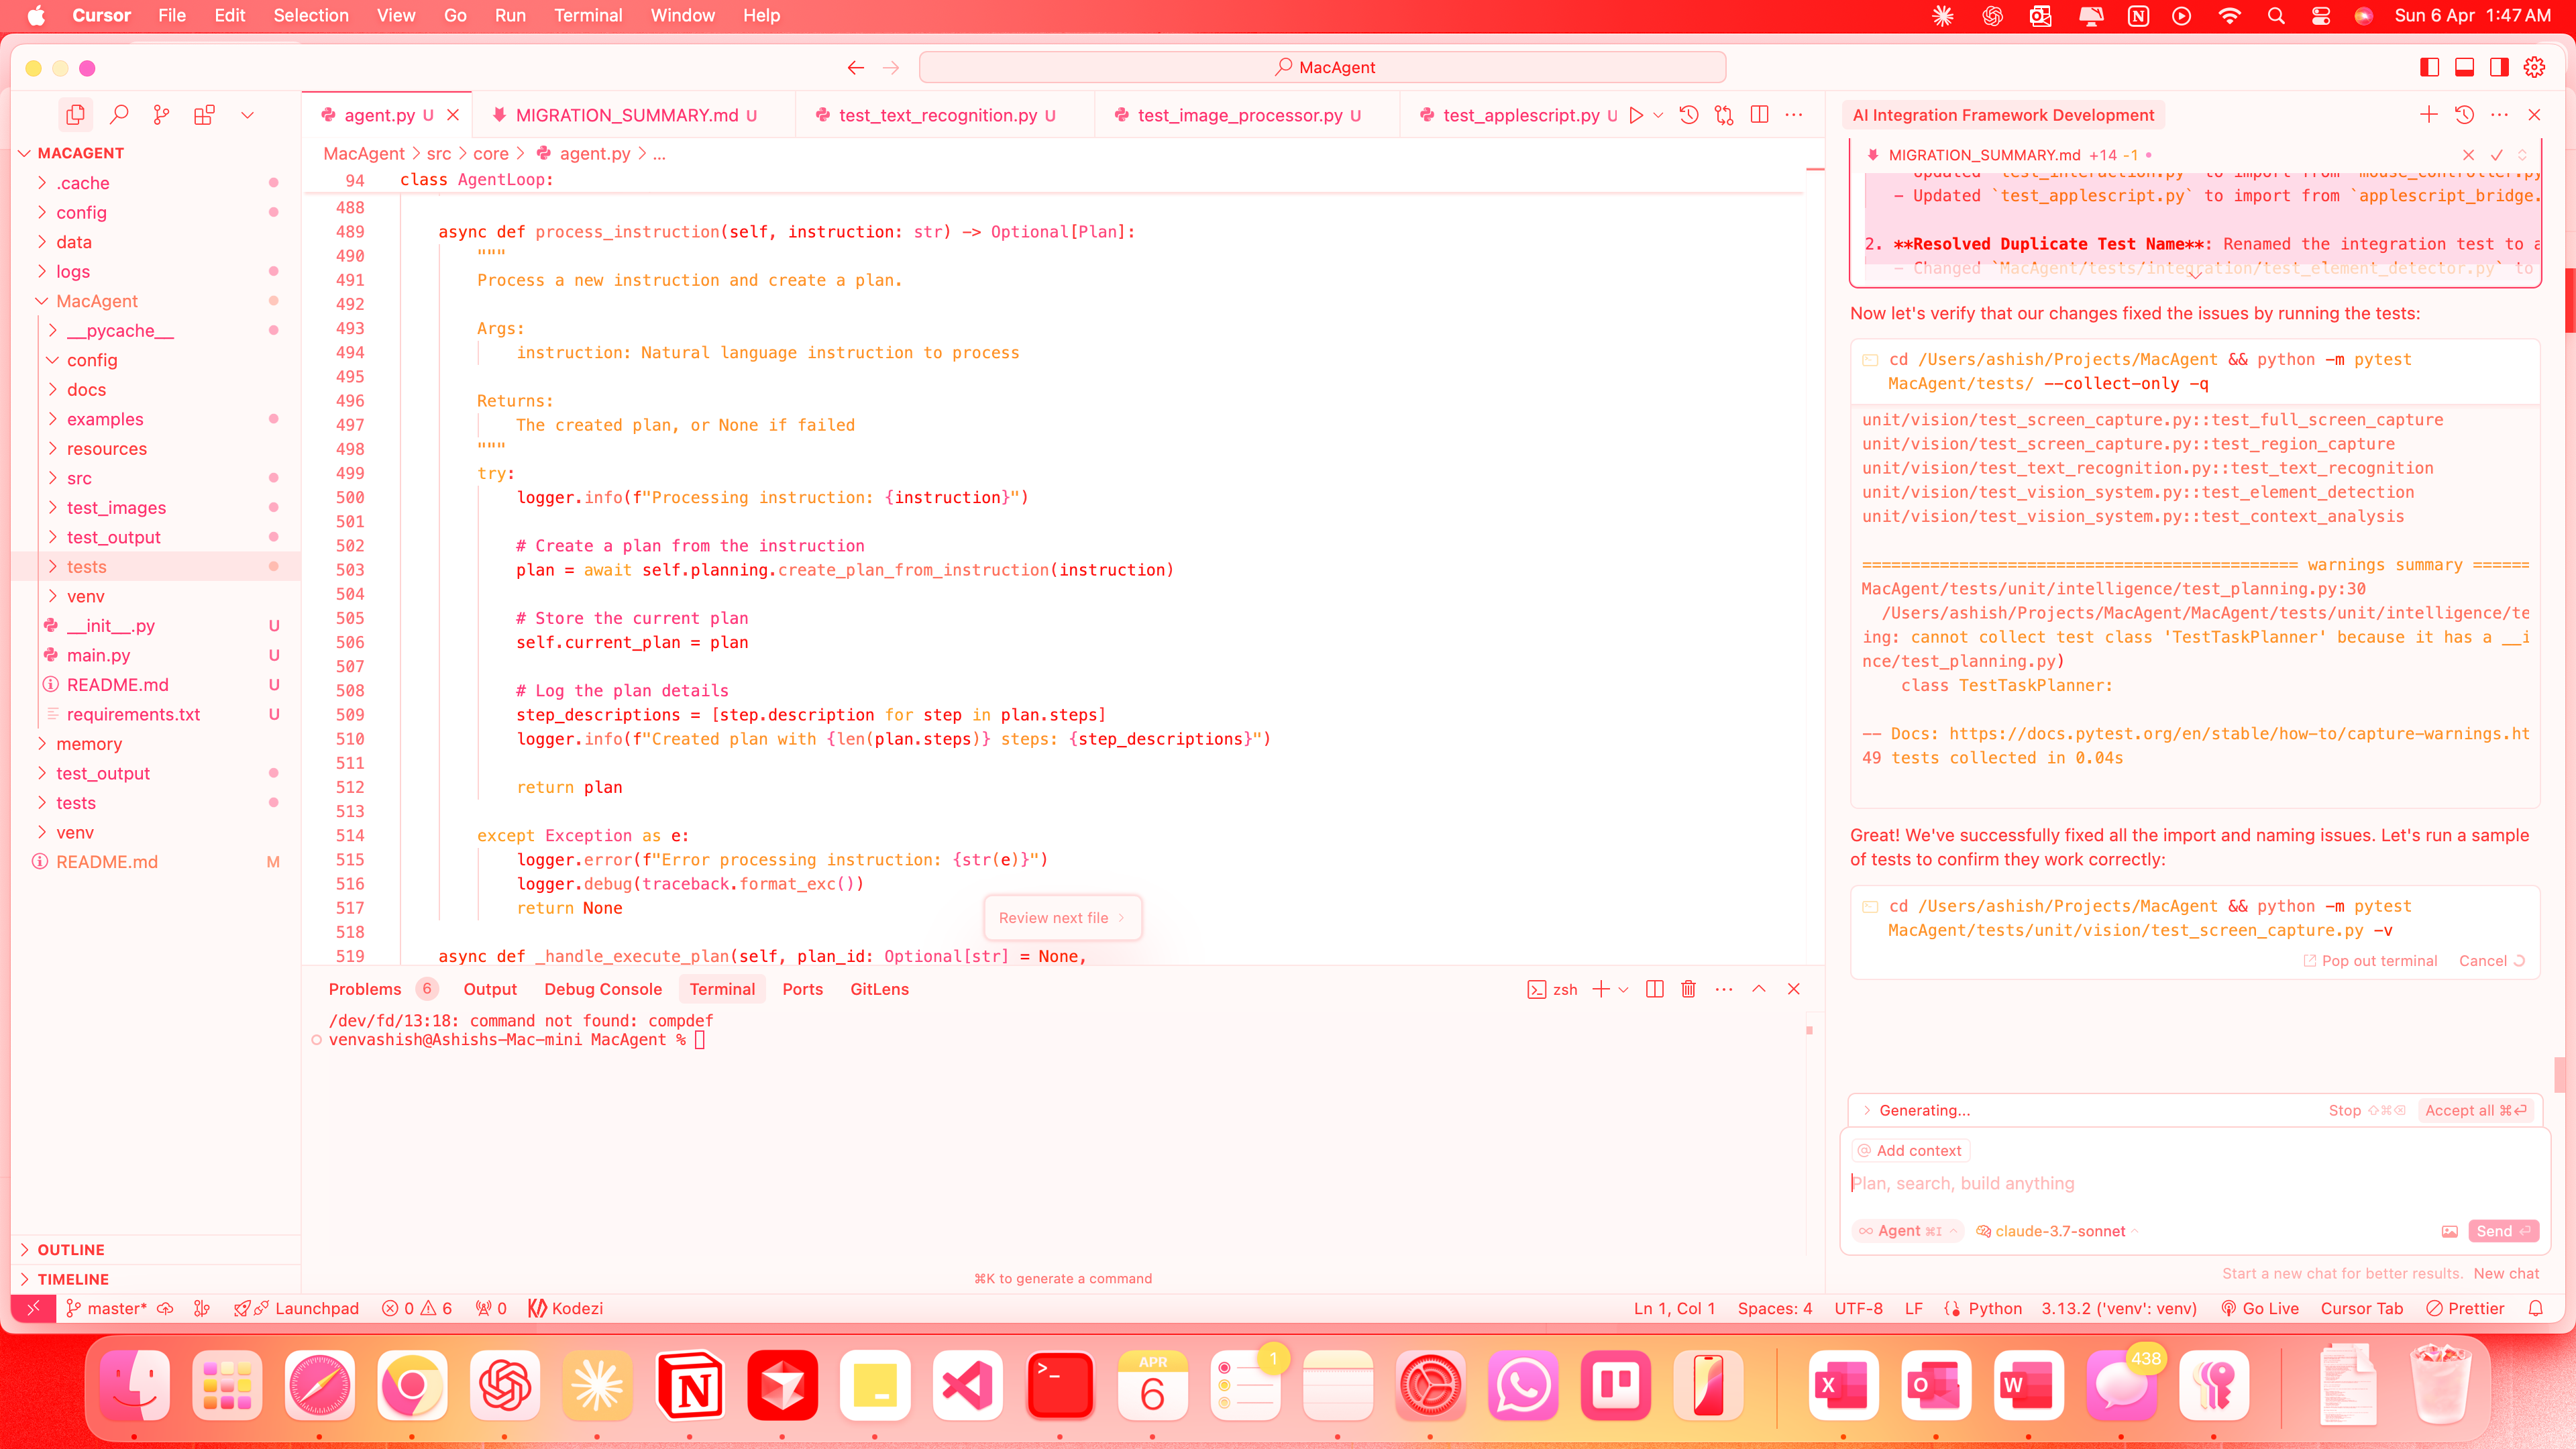 Cursor File Edit Selection View Go Run Terminal Window Help
Sun 6 Apr 1:47 AM
MacAgent
agent.py U
MIGRATION_SUMMARY.md U
test_text_recognition.py U
test_image_processor.py U
test_applescript.py U
MacAgent > src > core > agent.py > ...
MACAGENT
.cache
config
data
logs
MacAgent
__pycache__
config
docs
examples
resources
src
test_images
test_output
tests
venv
__init__.py U
main.py U
README.md U
requirements.txt U
memory
test_output
tests
venv
README.md M
OUTLINE
TIMELINE
94 class AgentLoop:
488
489 async def process_instruction(self, instruction: str) -> Optional[Plan]:
490 """
491 Process a new instruction and create a plan.
492
493 Args:
494 instruction: Natural language instruction to process
495
496 Returns:
497 The created plan, or None if failed
498 """
499 try:
500 logger.info(f"Processing instruction: {instruction}")
501
502 # Create a plan from the instruction
503 plan = await self.planning.create_plan_from_instruction(instruction)
504
505 # Store the current plan
506 self.current_plan = plan
507
508 # Log the plan details
509 step_descriptions = [step.description for step in plan.steps]
510 logger.info(f"Created plan with {len(plan.steps)} steps: {step_descriptions}")
511
512 return plan
513
514 except Exception as e:
515 logger.error(f"Error processing instruction: {str(e)}")
516 logger.debug(traceback.format_exc())
517 return None
518
519 async def _handle_execute_plan(self, plan_id: Optional[str] = None,
Review next file >
Problems 6 Output Debug Console Terminal Ports GitLens
zsh
/dev/fd/13:18: command not found: compdef
venvashish@Ashishs-Mac-mini MacAgent %
⌘K to generate a command
AI Integration Framework Development
MIGRATION_SUMMARY.md +14 -1
- Updated `test_interaction.py` to import from `mouse_controller.py
- Updated `test_applescript.py` to import from `applescript_bridge.
2. **Resolved Duplicate Test Name**: Renamed the integration test to a
- Changed `MacAgent/tests/integration/test_element_detector.py` to
Now let's verify that our changes fixed the issues by running the tests:
cd /Users/ashish/Projects/MacAgent && python -m pytest
MacAgent/tests/ --collect-only -q
unit/vision/test_screen_capture.py::test_full_screen_capture
unit/vision/test_screen_capture.py::test_region_capture
unit/vision/test_text_recognition.py::test_text_recognition
unit/vision/test_vision_system.py::test_element_detection
unit/vision/test_vision_system.py::test_context_analysis
============================================= warnings summary ======
MacAgent/tests/unit/intelligence/test_planning.py:30
/Users/ashish/Projects/MacAgent/MacAgent/tests/unit/intelligence/te
ing: cannot collect test class 'TestTaskPlanner' because it has a __i
nce/test_planning.py)
class TestTaskPlanner:
-- Docs: https://docs.pytest.org/en/stable/how-to/capture-warnings.ht
49 tests collected in 0.04s
Great! We've successfully fixed all the import and naming issues. Let's run a sample
of tests to confirm they work correctly:
cd /Users/ashish/Projects/MacAgent && python -m pytest
MacAgent/tests/unit/vision/test_screen_capture.py -v
Pop out terminal Cancel
Generating... Stop ⇧⌘⌫ Accept all ⌘⏎
@ Add context
Plan, search, build anything
∞ Agent ⌘I claude-3.7-sonnet Send ⏎
Start a new chat for better results. New chat
master* Launchpad 0 6 0 Kodezi
Ln 1, Col 1 Spaces: 4 UTF-8 LF Python 3.13.2 ('venv': venv) Go Live Cursor Tab Prettier
APR
6
1
438